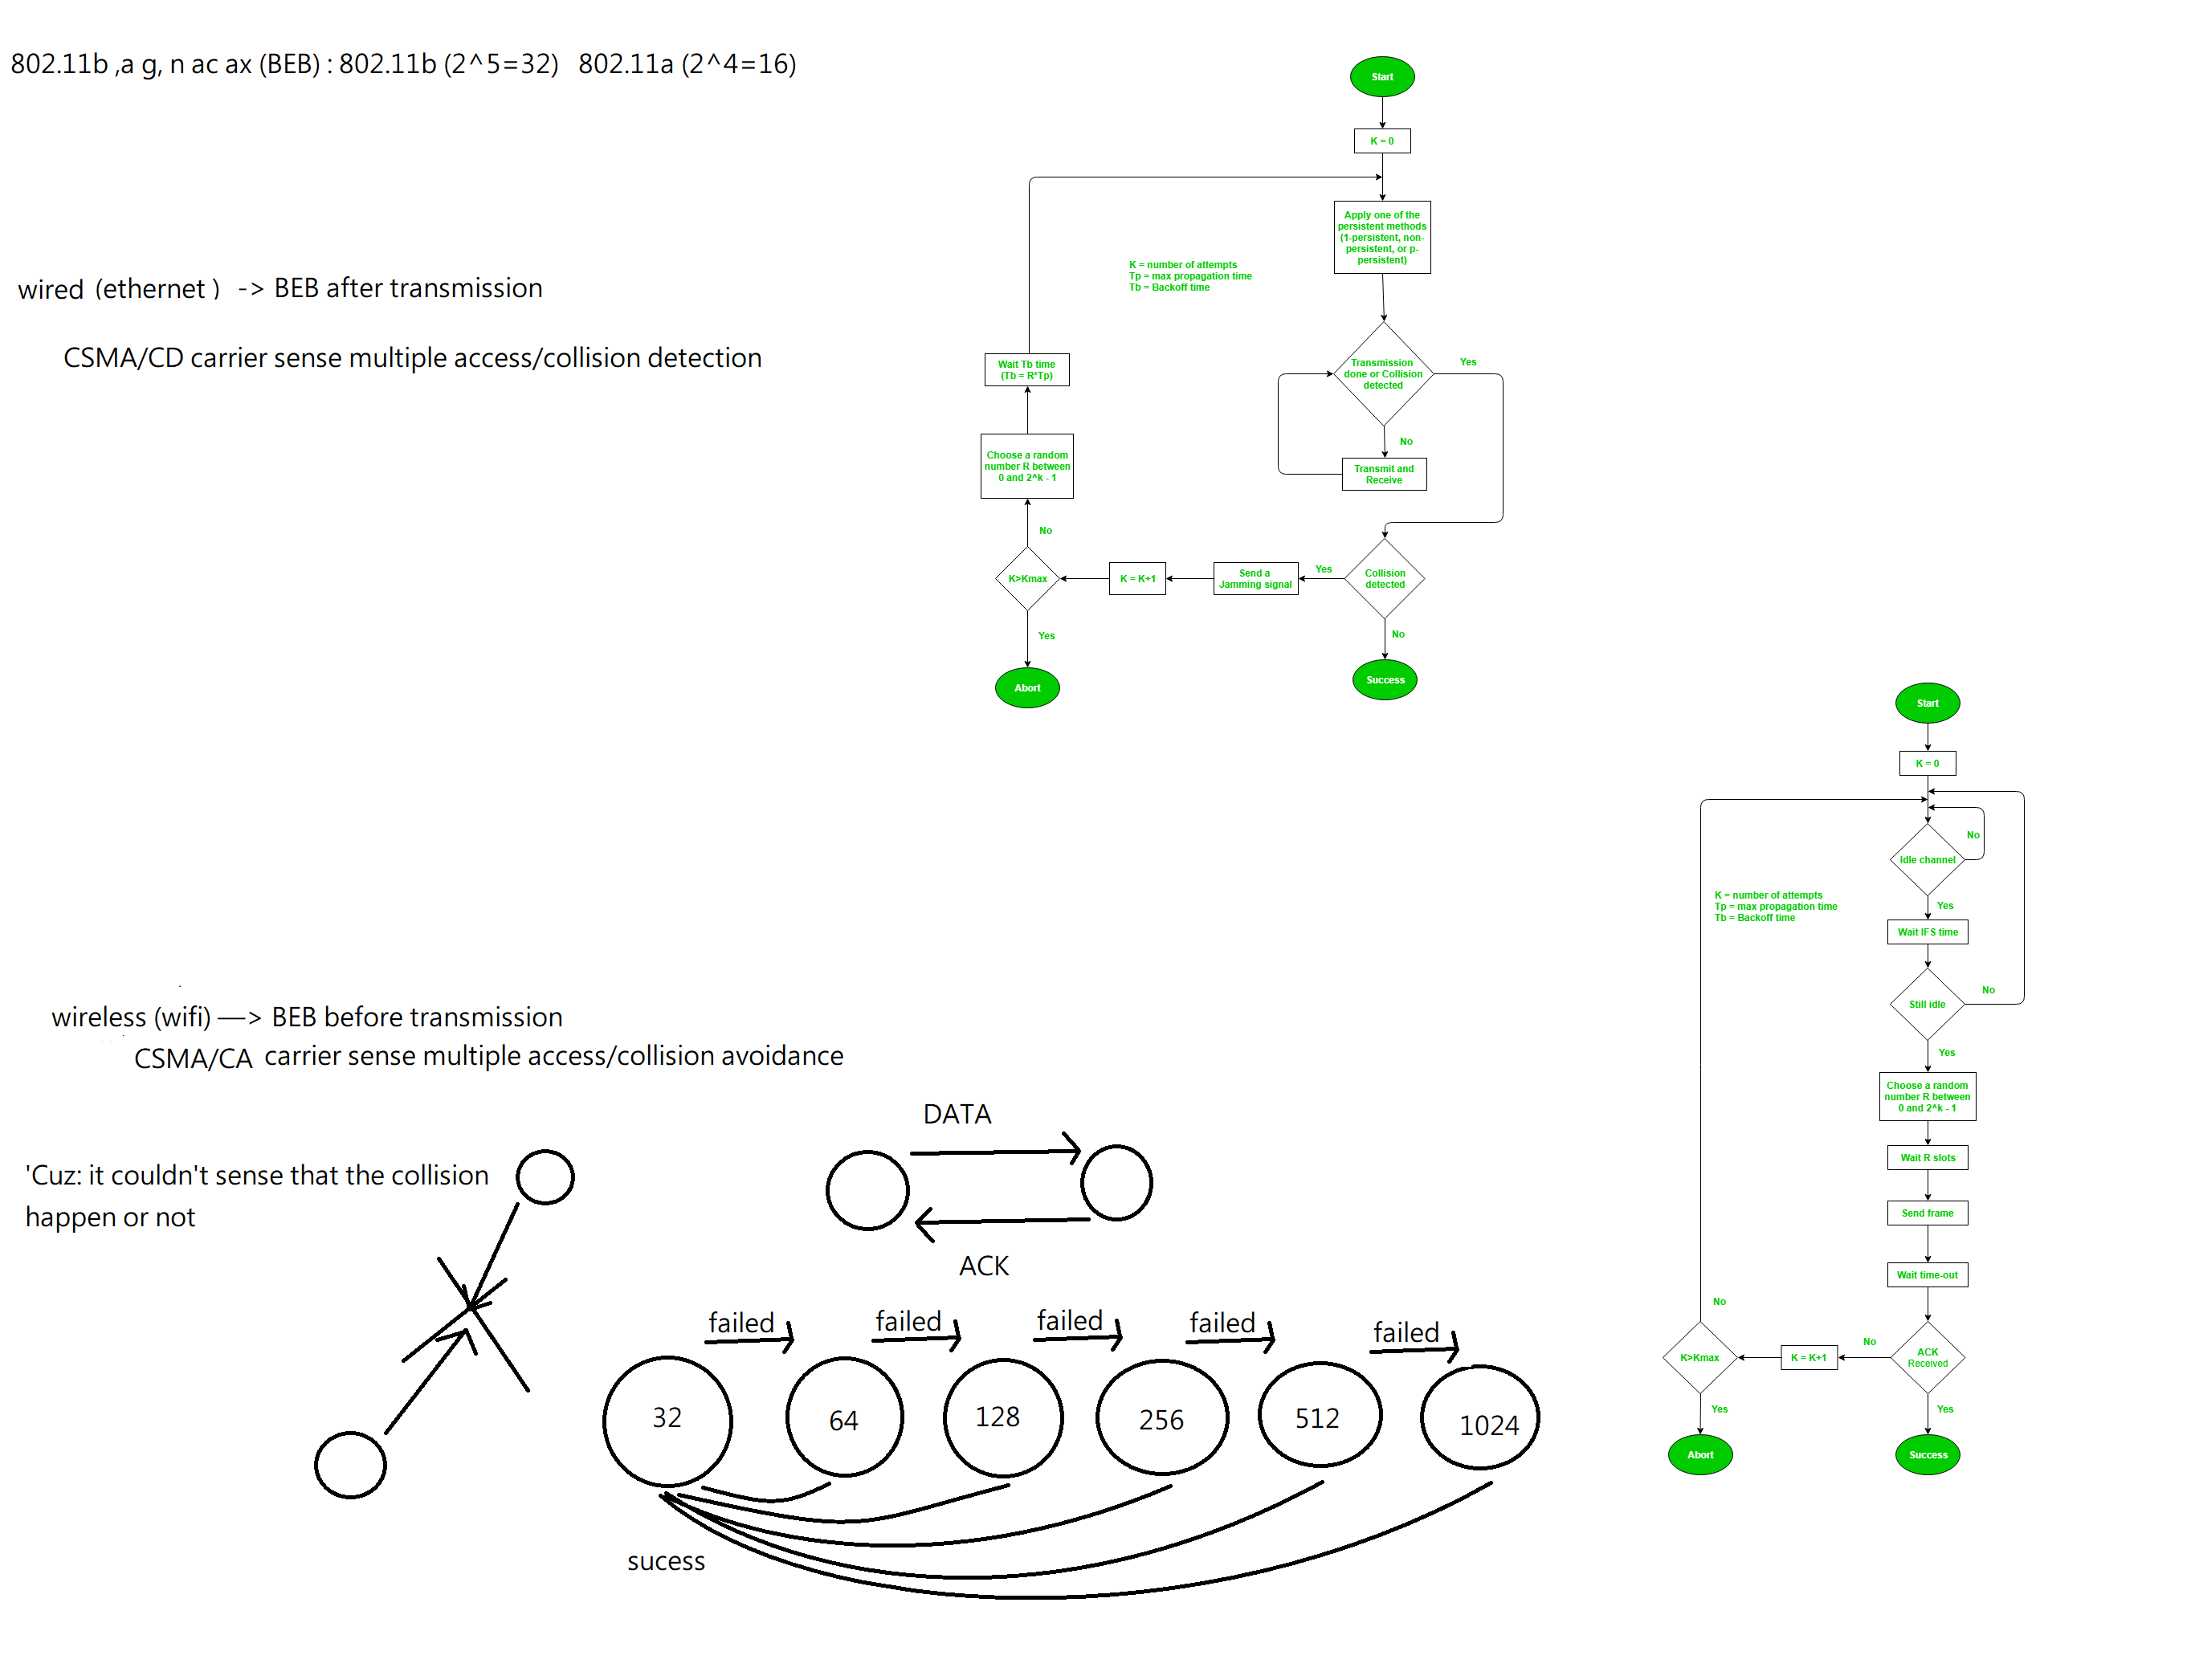 802.11b ,a g, n ac ax (BEB) : 802.11b (2^5=32)   802.11a (2^4=16)
wired (ethernet )  -> BEB after transmission
CSMA/CD carrier sense multiple access/collision detection
Start
K = 0
Apply one of the
persistent methods
(1-persistent, non-
persistent, or p-
persistent)
K = number of attempts
Tp = max propagation time
Tb = Backoff time
Transmission
done or Collision
detected
Yes
No
Transmit and
Receive
Wait Tb time
(Tb = R*Tp)
Choose a random
number R between
0 and 2^k - 1
No
K>Kmax
K = K+1
Send a
Jamming signal
Yes
Collision
detected
Yes
No
Abort
Success
wireless (wifi) —> BEB before transmission
CSMA/CA carrier sense multiple access/collision avoidance
'Cuz: it couldn't sense that the collision
happen or not
DATA
ACK
failed
failed
failed
failed
failed
32
64
128
256
512
1024
sucess
Start
K = 0
No
Idle channel
K = number of attempts
Tp = max propagation time
Tb = Backoff time
Yes
Wait IFS time
No
Still idle
Yes
Choose a random
number R between
0 and 2^k - 1
Wait R slots
Send frame
Wait time-out
No
K>Kmax
K = K+1
No
ACK
Received
Yes
Yes
Abort
Success